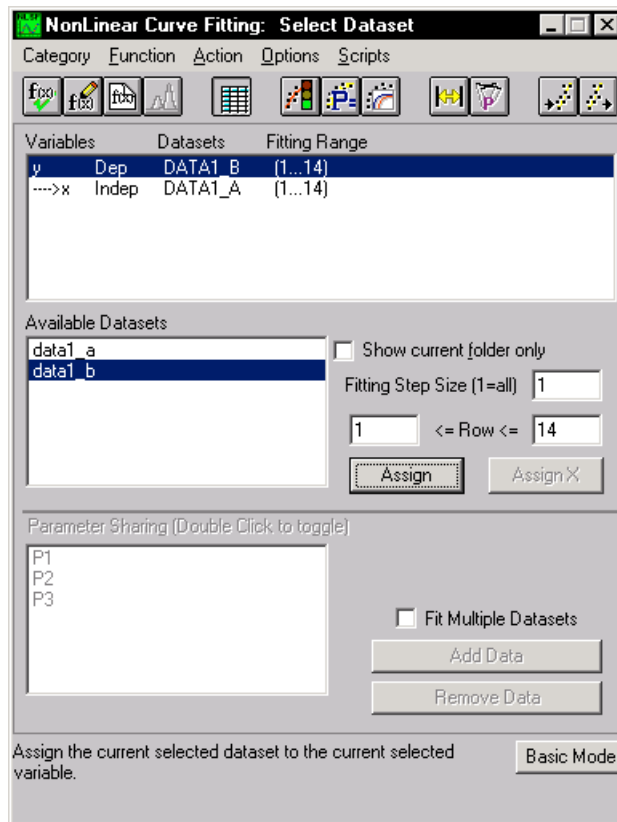 NonLinear Curve Fitting: Select Dataset
Category Function Action Options Scripts
Variables Datasets Fitting Range
y Dep DATA1_B (1...14)
---->x Indep DATA1_A (1...14)
Available Datasets
data1_a
data1_b
Show current folder only
Fitting Step Size (1=all) 1
1 <= Row <= 14
Assign Assign X
Parameter Sharing (Double Click to toggle)
P1
P2
P3
Fit Multiple Datasets
Add Data
Remove Data
Assign the current selected dataset to the current selected
variable.
Basic Mode